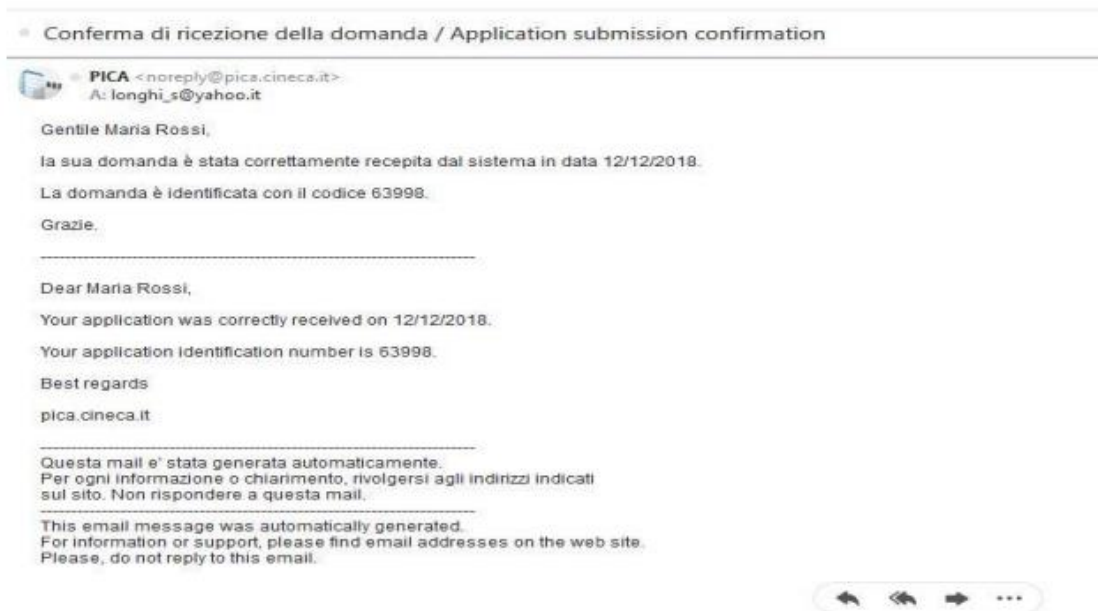 Conferma di ricezione della domanda / Application submission confirmation
PICA <noreply@pica.cineca.it>
A: longhi_s@yahoo.it
Gentile Maria Rossi,
la sua domanda è stata correttamente recepita dal sistema in data 12/12/2018.
La domanda è identificata con il codice 63998.
Grazie.
------------------------------------------------------------------------
Dear Maria Rossi,
Your application was correctly received on 12/12/2018.
Your application identification number is 63998.
Best regards
pica.cineca.it
------------------------------------------------------------------------
Questa mail e' stata generata automaticamente.
Per ogni informazione o chiarimento, rivolgersi agli indirizzi indicati
sul sito. Non rispondere a questa mail.
------------------------------------------------------------------------
This email message was automatically generated.
For information or support, please find email addresses on the web site.
Please, do not reply to this email.